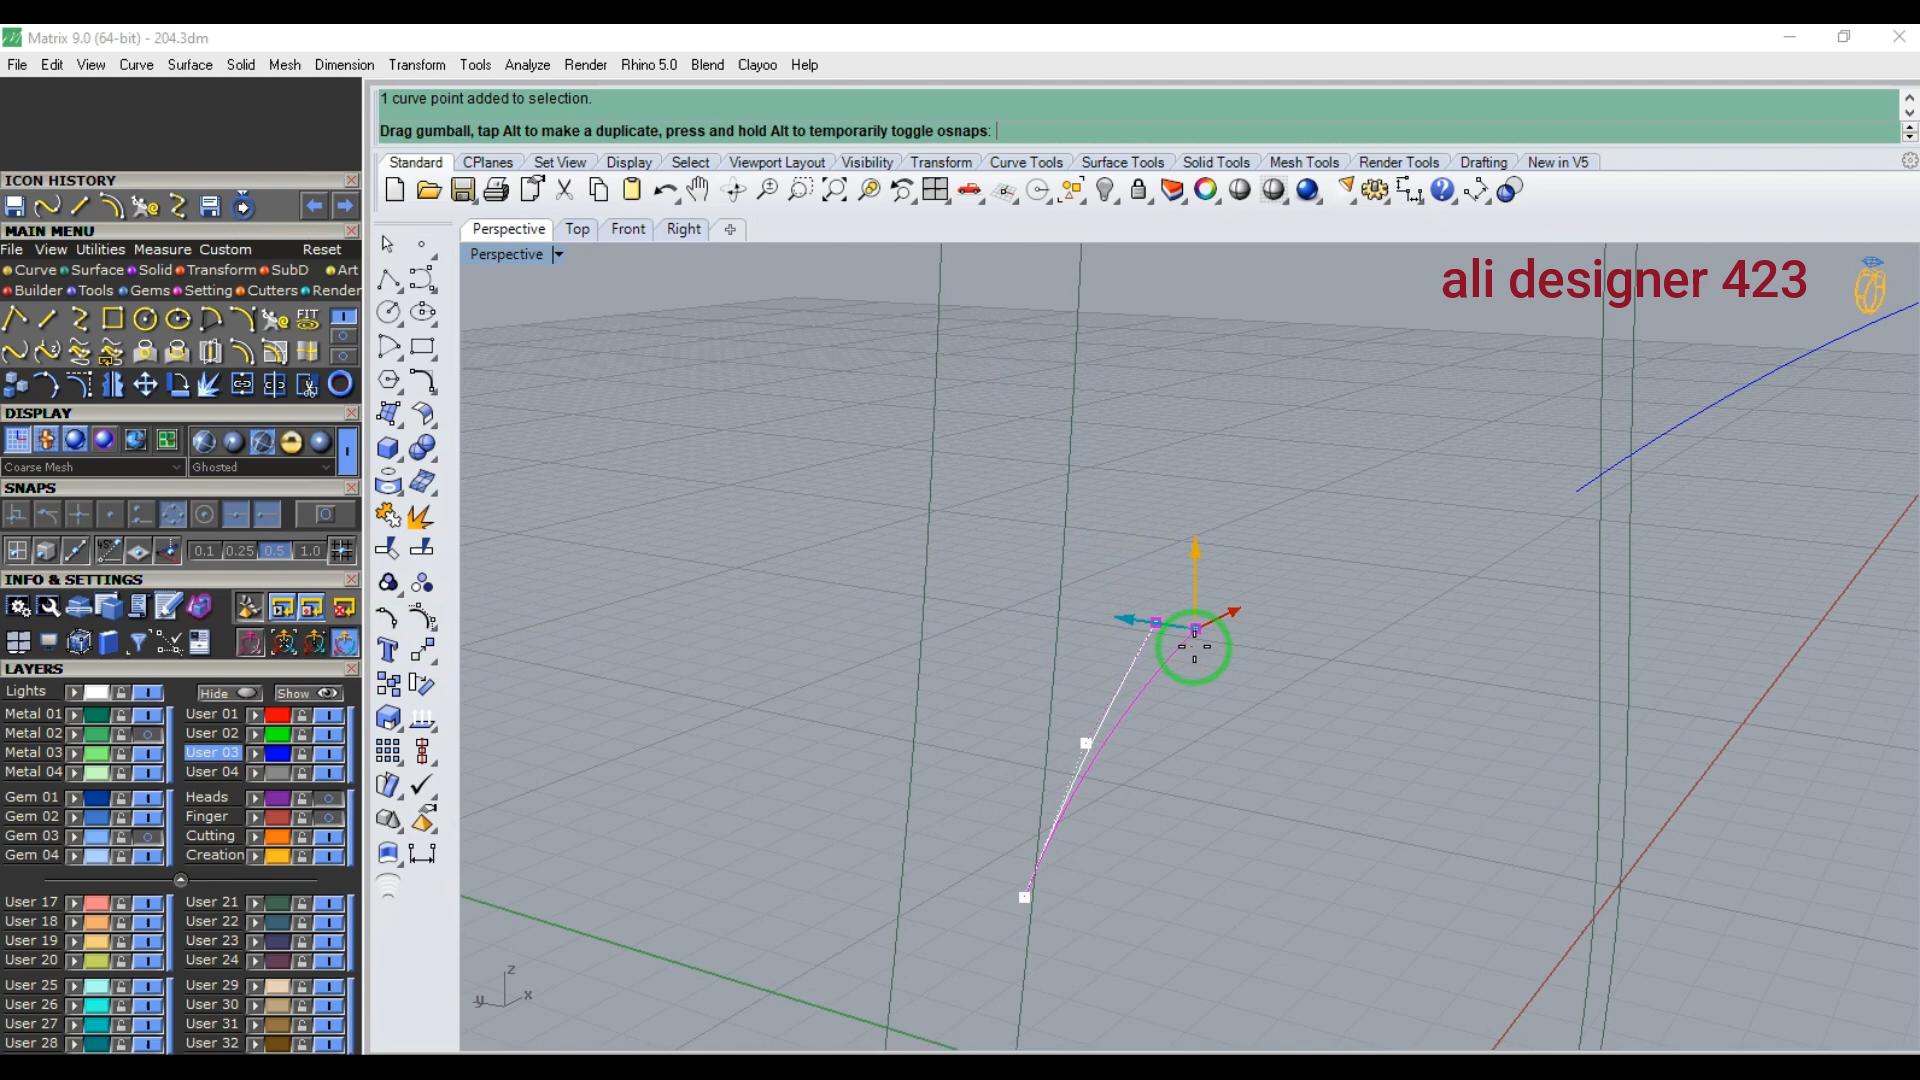 Matrix 9.0 (64-bit) - 204.3dm
File Edit View Curve Surface Solid Mesh Dimension Transform Tools Analyze Render Rhino 5.0 Blend Clayoo Help
1 curve point added to selection.
Drag gumball, tap Alt to make a duplicate, press and hold Alt to temporarily toggle osnaps:
Standard CPlanes Set View Display Select Viewport Layout Visibility Transform Curve Tools Surface Tools Solid Tools Mesh Tools Render Tools Drafting New in V5
ICON HISTORY
MAIN MENU
File View Utilities Measure Custom Reset
Curve Surface Solid Transform SubD Art
Builder Tools Gems Setting Cutters Render
FIT
DISPLAY
Coarse Mesh Ghosted
SNAPS
45° 0.1 0.25 0.5 1.0
INFO & SETTINGS
LAYERS
Lights Hide Show
Metal 01 User 01
Metal 02 User 02
Metal 03 User 03
Metal 04 User 04
Gem 01 Heads
Gem 02 Finger
Gem 03 Cutting
Gem 04 Creation
User 17 User 21
User 18 User 22
User 19 User 23
User 20 User 24
User 25 User 29
User 26 User 30
User 27 User 31
User 28 User 32
Perspective Top Front Right
Perspective
ali designer 423
z
y x